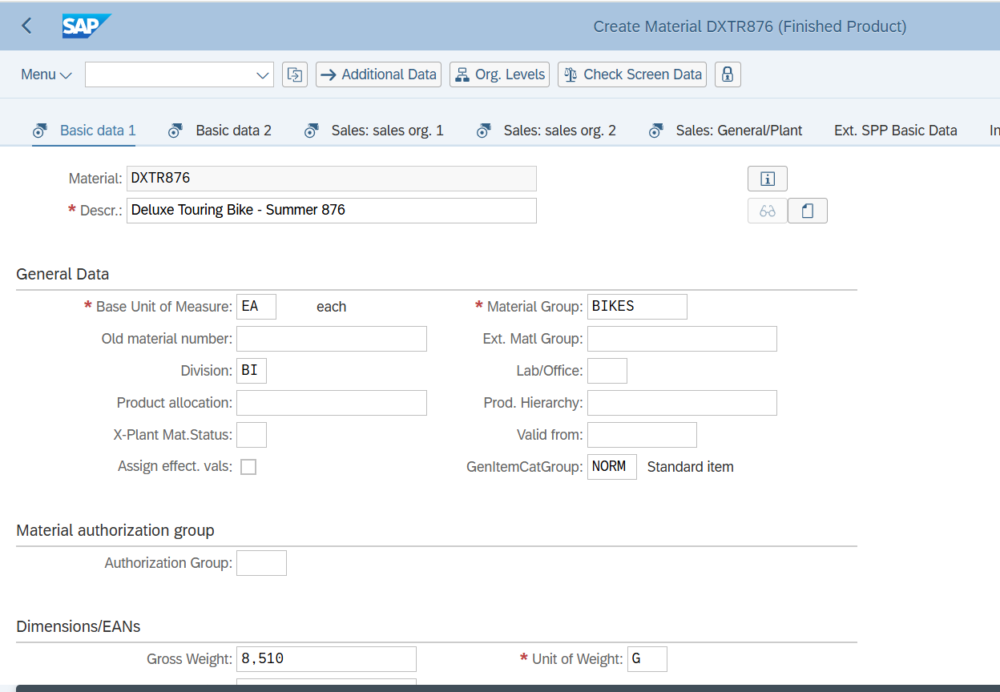 SAP Create Material DXTR876 (Finished Product)
Menu Additional Data Org. Levels Check Screen Data
Basic data 1 Basic data 2 Sales: sales org. 1 Sales: sales org. 2 Sales: General/Plant Ext. SPP Basic Data In
Material: DXTR876
* Descr.: Deluxe Touring Bike - Summer 876
General Data
* Base Unit of Measure: EA each * Material Group: BIKES
Old material number: Ext. Matl Group:
Division: BI Lab/Office:
Product allocation: Prod. Hierarchy:
X-Plant Mat.Status: Valid from:
Assign effect. vals: GenItemCatGroup: NORM Standard item
Material authorization group
Authorization Group:
Dimensions/EANs
Gross Weight: 8,510 * Unit of Weight: G